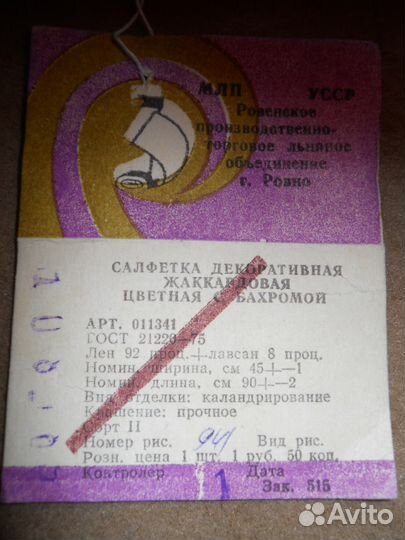 МЛП УССР
Ровенское
производственно-
торговое льняное
объединение
г. Ровно
САЛФЕТКА ДЕКОРАТИВНАЯ
ЖАККАРДОВАЯ
ЦВЕТНАЯ С БАХРОМОЙ
АРТ. 011341
ГОСТ 21220—75
Лен 92 проц.+лавсан 8 проц.
Номин. ширина, см 45+—1
Номин. длина, см 90+—2
Вид отделки: каландрирование
Крашение: прочное
Сорт II
Номер рис. 941 Вид рис.
Розн. цена 1 шт. 1 руб. 50 коп.
Контролер 1 Дата
Зак. 515
Avito